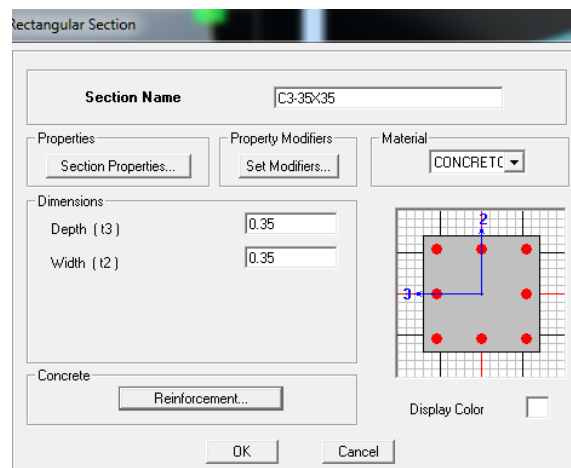 Rectangular Section
Section Name
C3-35X35
Properties
Section Properties...
Property Modifiers
Set Modifiers...
Material
CONCRETC
Dimensions
Depth ( t3 )
0.35
Width ( t2 )
0.35
2
3
Concrete
Reinforcement...
Display Color
OK
Cancel